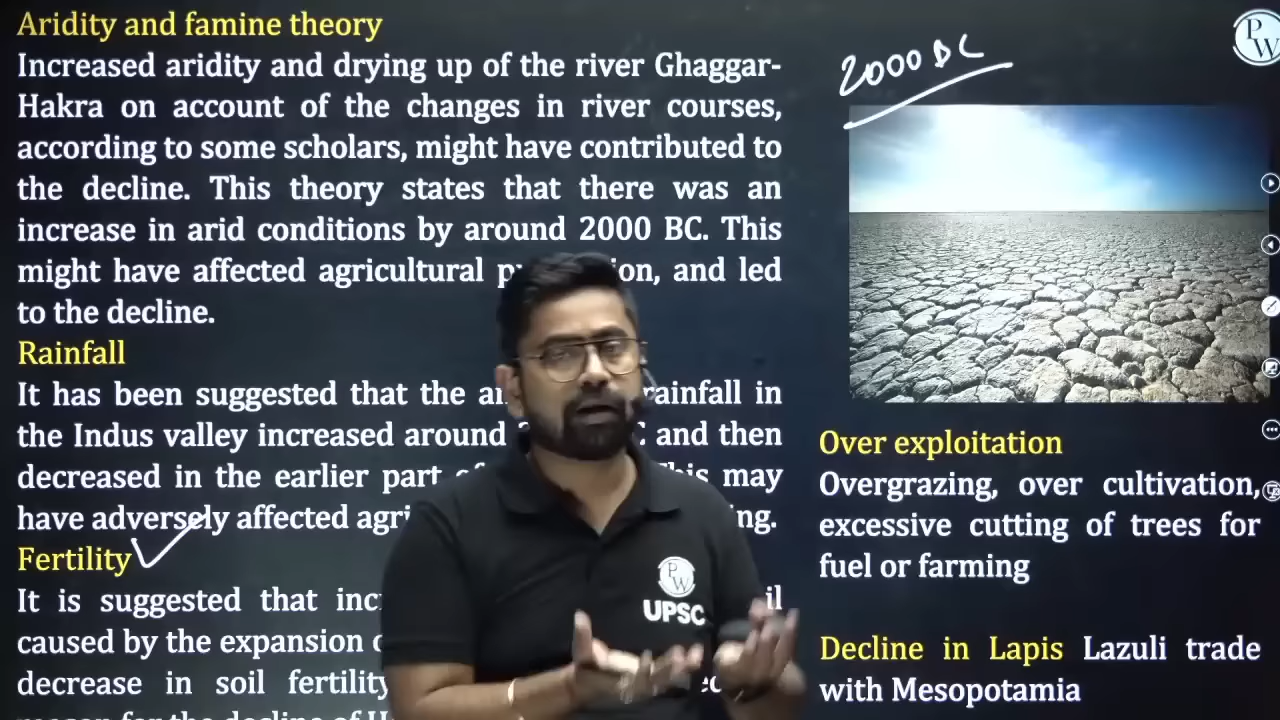 Aridity and famine theory
Increased aridity and drying up of the river Ghaggar-
Hakra on account of the changes in river courses,
according to some scholars, might have contributed to
the decline. This theory states that there was an
increase in arid conditions by around 2000 BC. This
might have affected agricultural ion, and led
to the decline.
Rainfall
It has been suggested that the rainfall in
the Indus valley increased around and then
decreased in the earlier part may
have adversely affected ing.
Fertility
It is suggested that
caused by the expansion
decrease in soil fertility
2000 BC
Over exploitation
Overgrazing, over cultivation,
excessive cutting of trees for
fuel or farming
Decline in Lapis Lazuli trade
with Mesopotamia
PW
PW
UPSC